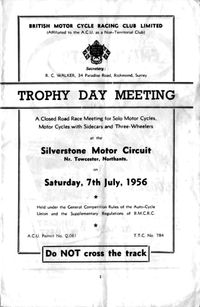 BRITISH MOTOR CYCLE RACING CLUB LIMITED
(Affiliated to the A.C.U. as a Non-Territorial Club)
Secretary:
R. C. WALKER, 34 Paradise Road, Richmond, Surrey
TROPHY DAY MEETING
A Closed Road Race Meeting for Solo Motor Cycles,
Motor Cycles with Sidecars and Three-Wheelers
at the
Silverstone Motor Circuit
Nr. Towcester, Northants.
on
Saturday, 7th July, 1956
Held under the General Competition Rules of the Auto-Cycle
Union and the Supplementary Regulations of B.M.C.R.C.
A.C.U. Permit No. Q.061
T.T.C. No. 784
Do NOT cross the track